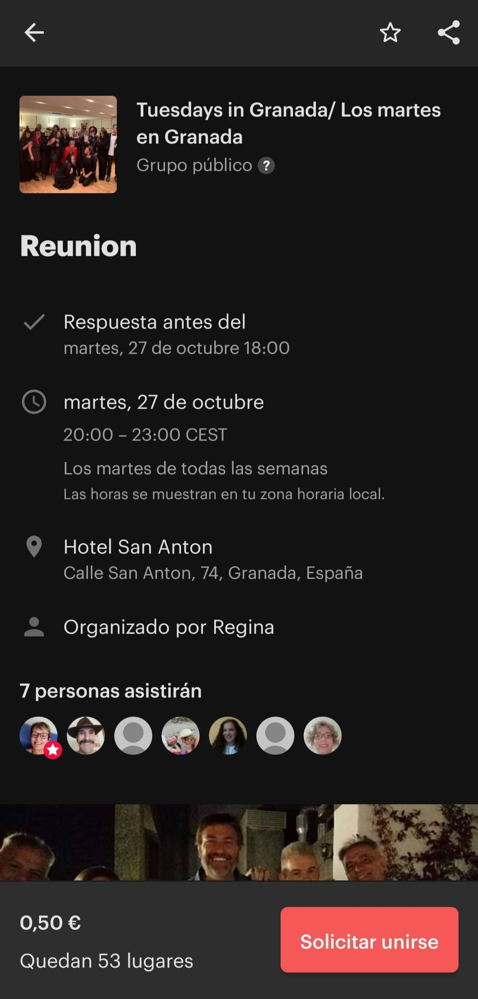 Tuesdays in Granada/ Los martes
en Granada
Grupo público ?
Reunion
Respuesta antes del
martes, 27 de octubre 18:00
martes, 27 de octubre
20:00 – 23:00 CEST
Los martes de todas las semanas
Las horas se muestran en tu zona horaria local.
Hotel San Anton
Calle San Anton, 74, Granada, España
Organizado por Regina
7 personas asistirán
0,50 €
Quedan 53 lugares
Solicitar unirse